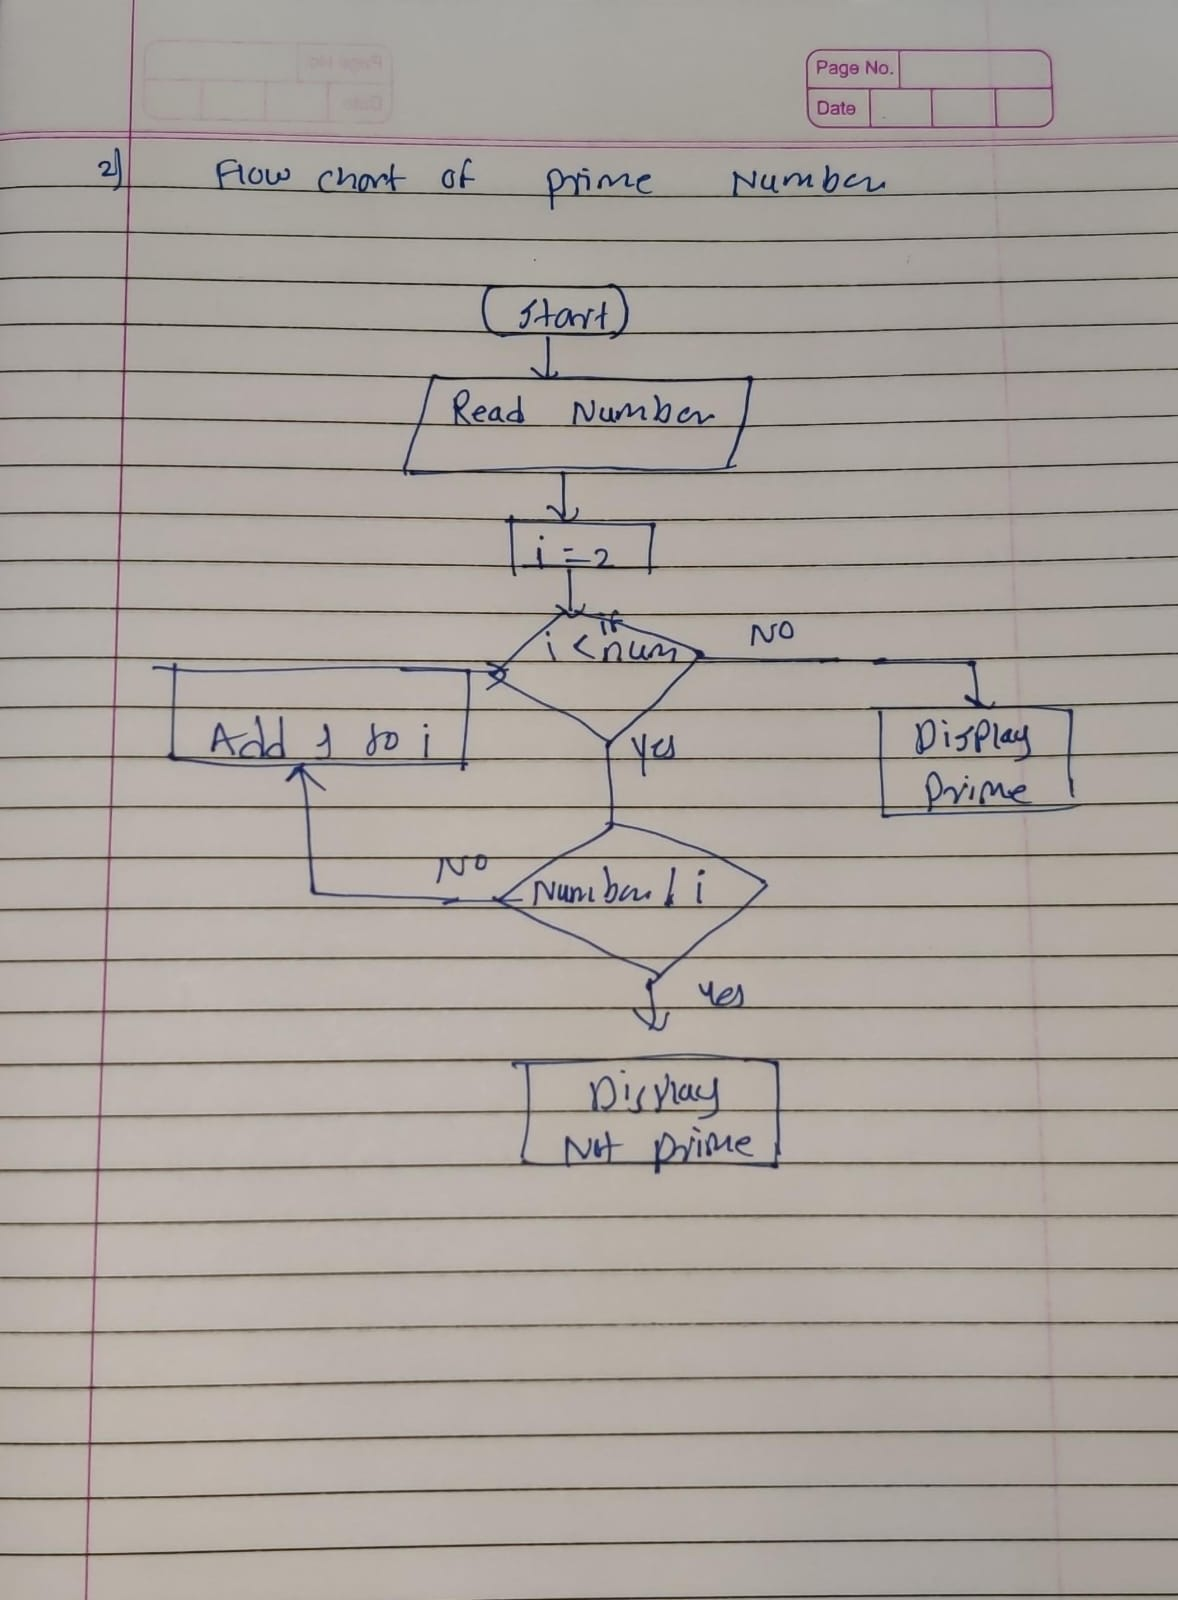 Page No.
Date
2) Flow chart of prime Number
Start
Read Number
i = 2
if
i < num
NO
Add 1 to i
yes
Display
prime
NO
Number / i
yes
Display
Not prime